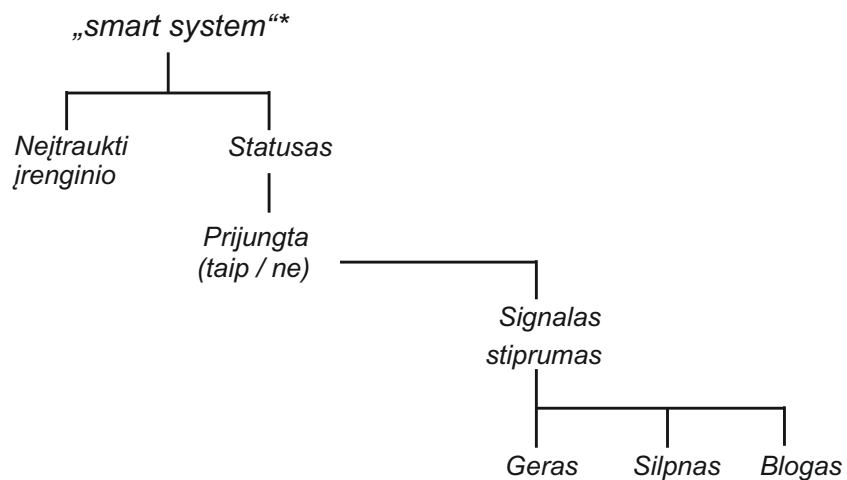 „smart system“*
Neįtraukti
įrenginio
Statusas
Prijungta
(taip / ne)
Signalas
stiprumas
Geras
Silpnas
Blogas